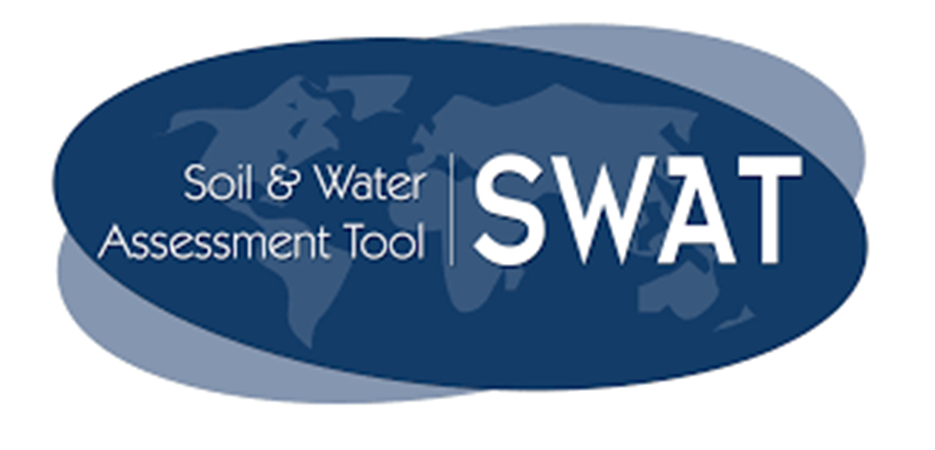 Soil & Water
Assessment Tool
SWAT